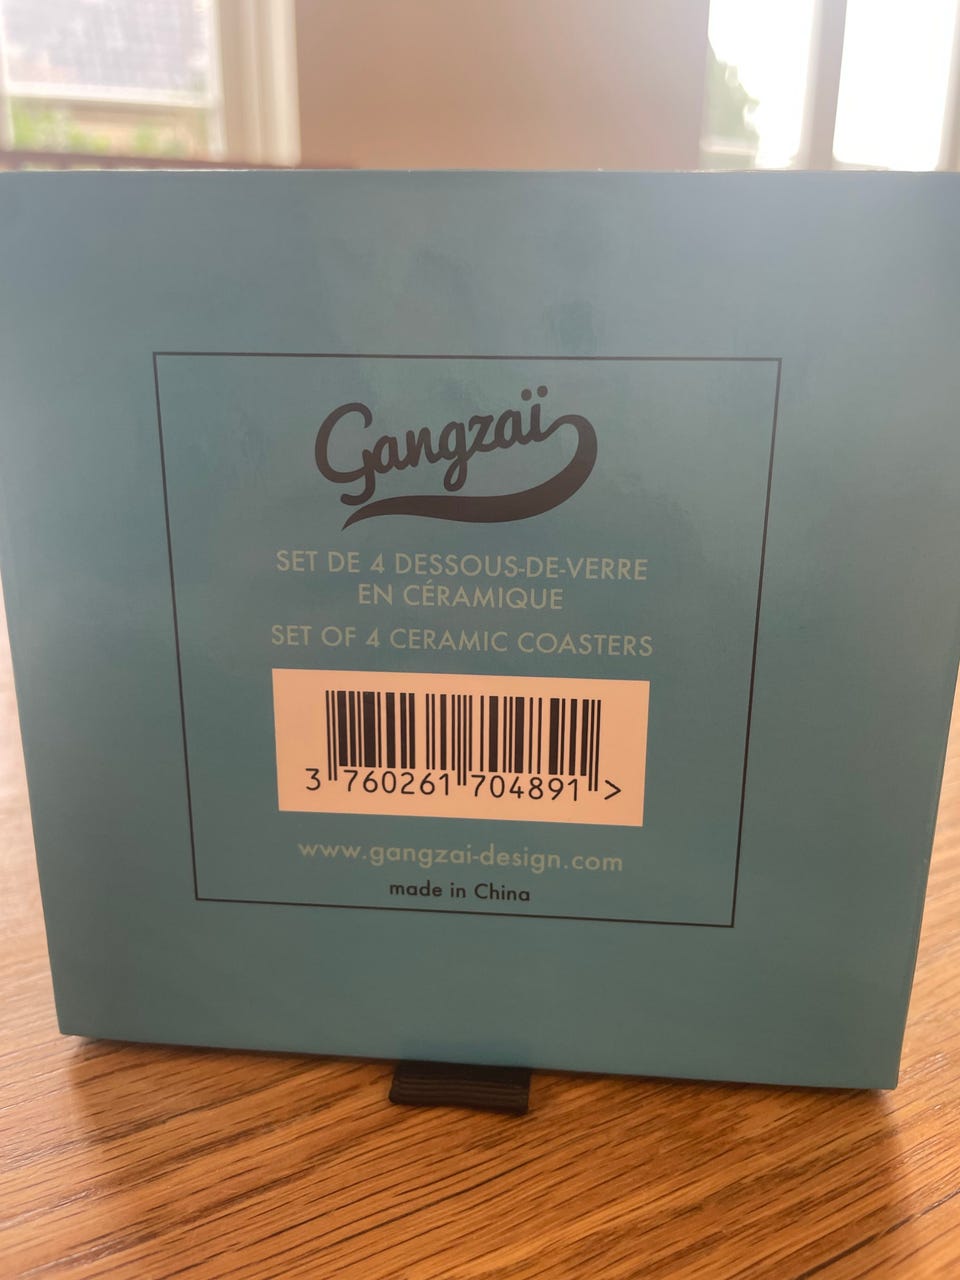 Gangzaï
SET DE 4 DESSOUS-DE-VERRE
EN CÉRAMIQUE
SET OF 4 CERAMIC COASTERS
3 760261 704891 >
www.gangzai-design.com
made in China